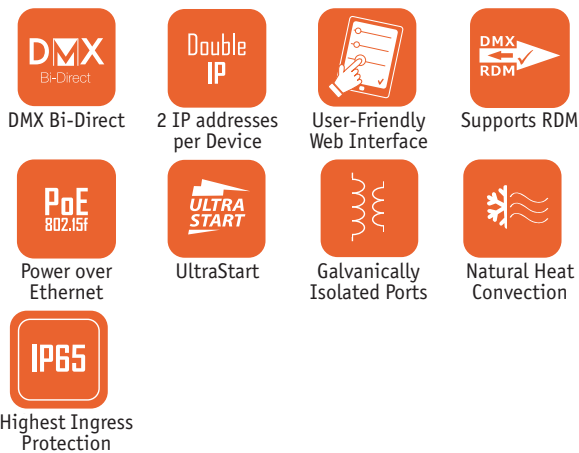 DMX
Bi-Direct
DMX Bi-Direct
Double
IP
2 IP addresses
per Device
User-Friendly
Web Interface
DMX
RDM
Supports RDM
PoE
802.15f
Power over
Ethernet
ULTRA
START
UltraStart
Galvanically
Isolated Ports
Natural Heat
Convection
IP65
Highest Ingress
Protection